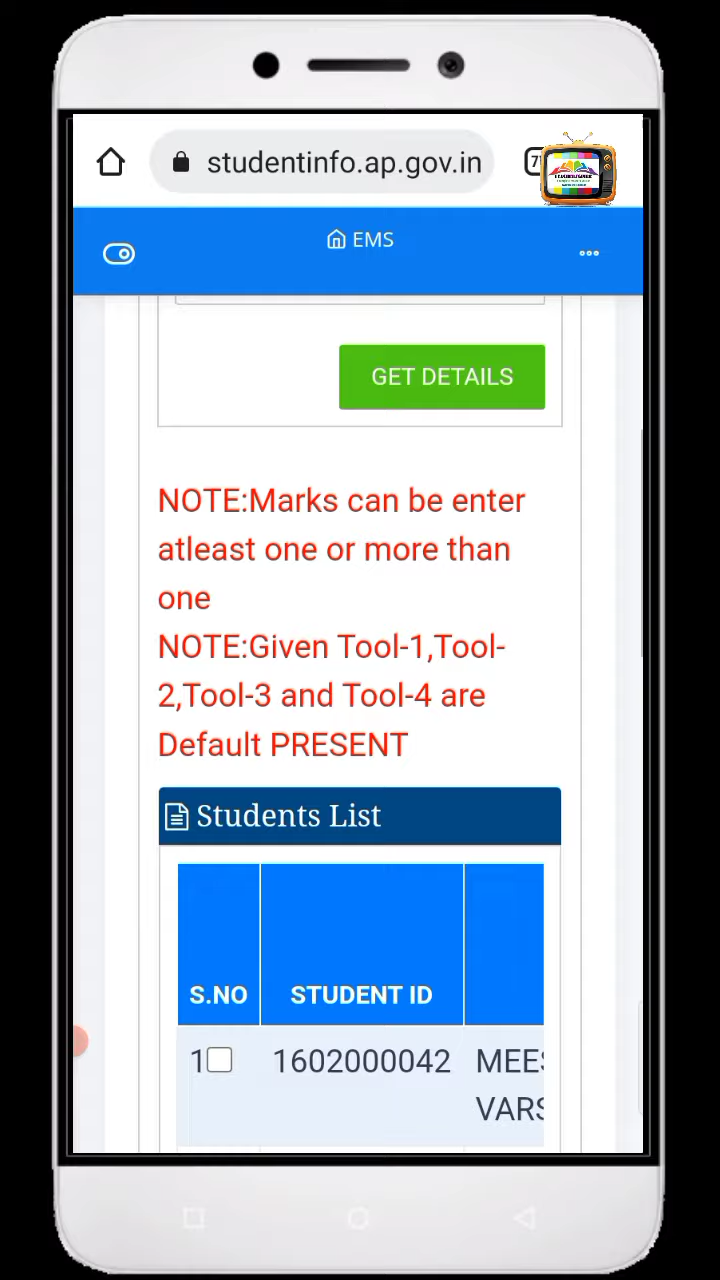 studentinfo.ap.gov.in
EMS
GET DETAILS
NOTE:Marks can be enter
atleast one or more than
one
NOTE:Given Tool-1,Tool-
2,Tool-3 and Tool-4 are
Default PRESENT
Students List
S.NO STUDENT ID
1 1602000042